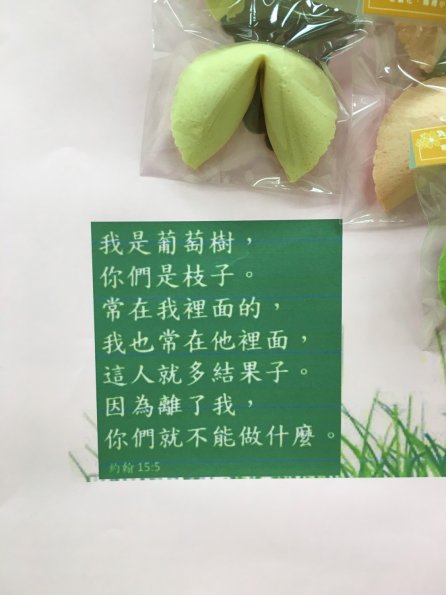 我是葡萄樹，
你們是枝子。
常在我裡面的，
我也常在他裡面，
這人就多結果子。
因為離了我，
你們就不能做什麼。
約翰 15:5